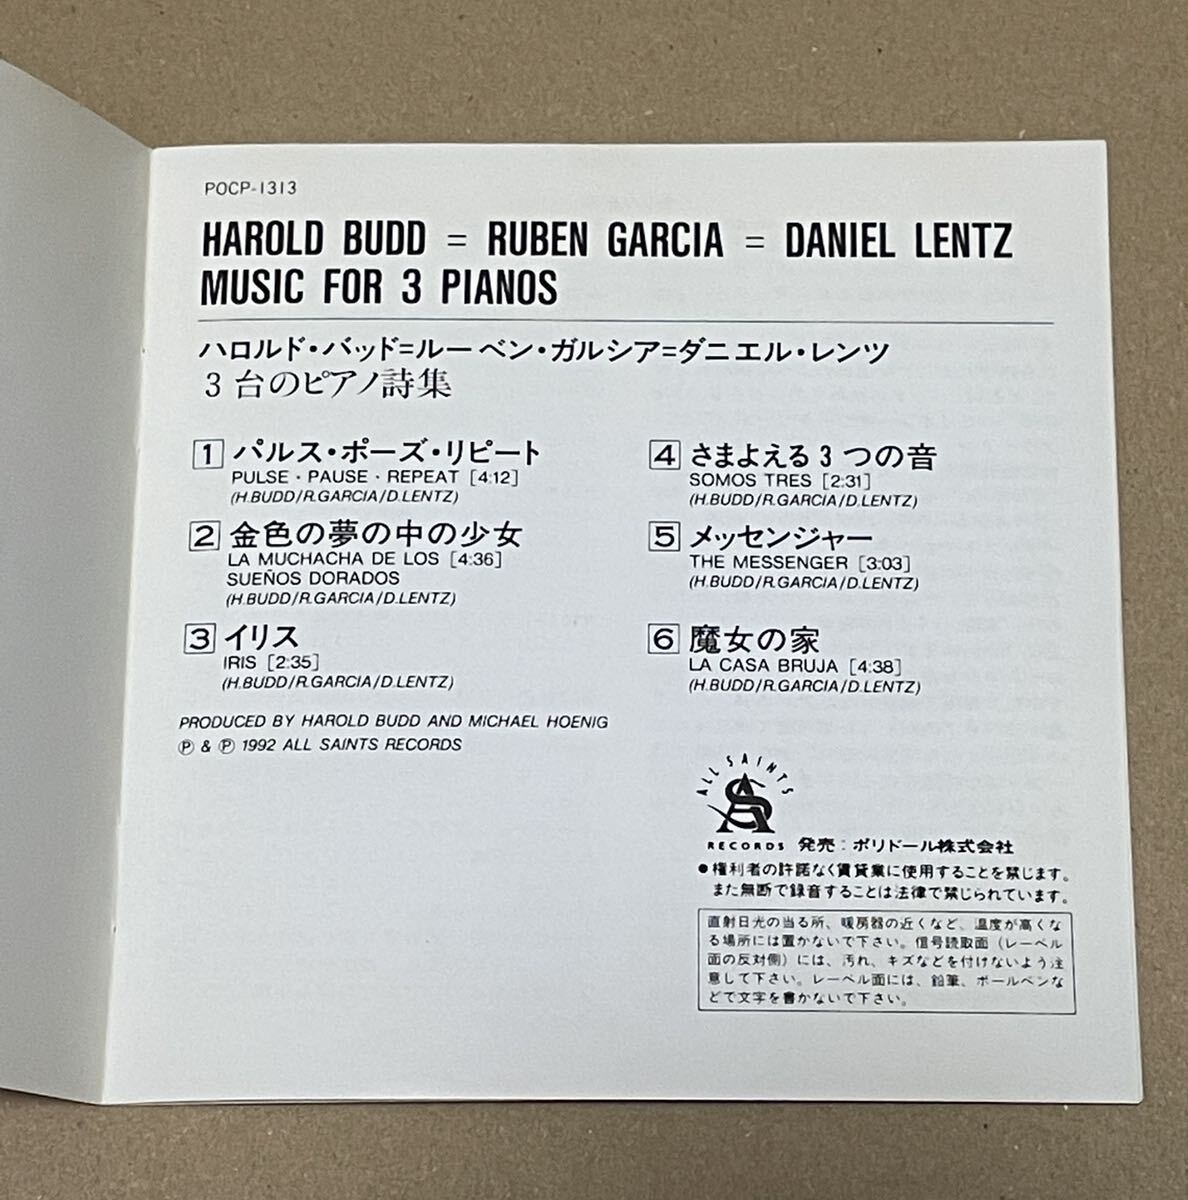 POCP-1313
HAROLD BUDD = RUBEN GARCIA = DANIEL LENTZ
MUSIC FOR 3 PIANOS
ハロルド・バッド=ルーベン・ガルシア=ダニエル・レンツ
3台のピアノ詩集
1 パルス・ポーズ・リピート
PULSE・PAUSE・REPEAT [4:12]
(H.BUDD/R.GARCIA/D.LENTZ)
2 金色の夢の中の少女
LA MUCHACHA DE LOS [4:36]
SUEÑOS DORADOS
(H.BUDD/R.GARCIA/D.LENTZ)
3 イリス
IRIS [2:35]
(H.BUDD/R.GARCIA/D.LENTZ)
4 さまよえる3つの音
SOMOS TRES [2:31]
(H.BUDD/R.GARCIA/D.LENTZ)
5 メッセンジャー
THE MESSENGER [3:03]
(H.BUDD/R.GARCIA/D.LENTZ)
6 魔女の家
LA CASA BRUJA [4:38]
(H.BUDD/R.GARCIA/D.LENTZ)
PRODUCED BY HAROLD BUDD AND MICHAEL HOENIG
Ⓟ & Ⓟ 1992 ALL SAINTS RECORDS
ALL SAINTS
RECORDS 発売:ポリドール株式会社
●権利者の許諾なく賃貸業に使用することを禁じます。
また無断で録音することは法律で禁じられています。
直射日光の当る所、暖房器の近くなど、温度が高くな
る場所には置かないで下さい。信号読取面(レーベル
面の反対側)には、汚れ、キズなどを付けないよう注
意して下さい。レーベル面には、鉛筆、ボールペンな
どで文字を書かないで下さい。